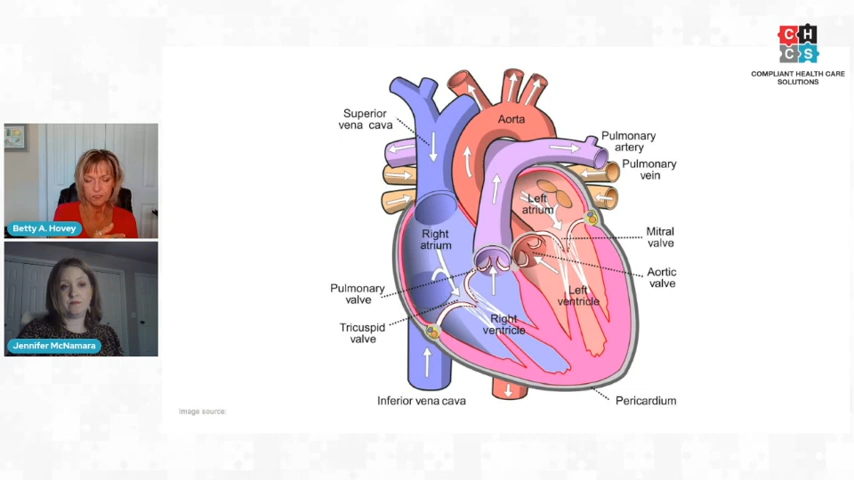 C H
C S
COMPLIANT HEALTH CARE
SOLUTIONS
Betty A. Hovey
Jennifer McNamara
Superior
vena cava
Aorta
Pulmonary
artery
Pulmonary
vein
Left
atrium
Right
atrium
Mitral
valve
Aortic
valve
Pulmonary
valve
Left
ventricle
Tricuspid
valve
Right
ventricle
Inferior vena cava
Pericardium
Image source: